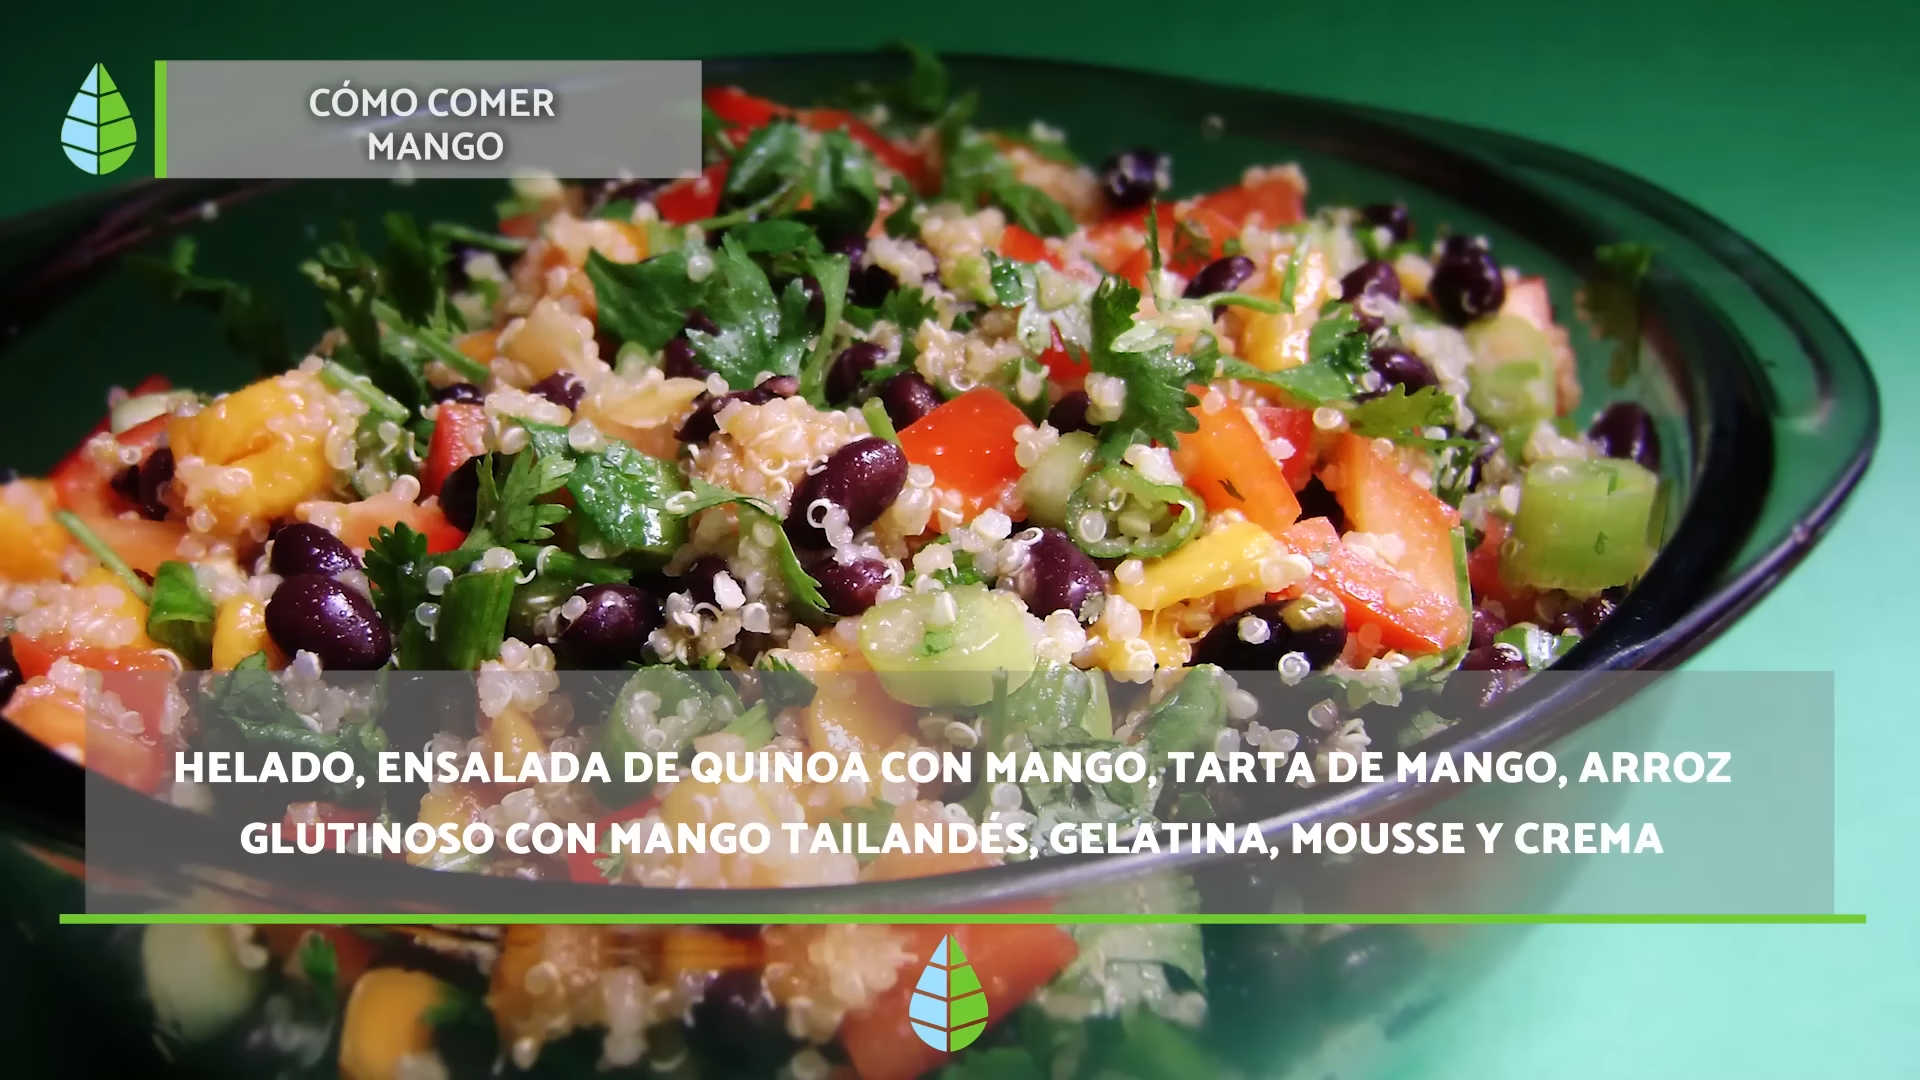 CÓMO COMER
MANGO
HELADO, ENSALADA DE QUINOA CON MANGO, TARTA DE MANGO, ARROZ
GLUTINOSO CON MANGO TAILANDÉS, GELATINA, MOUSSE Y CREMA